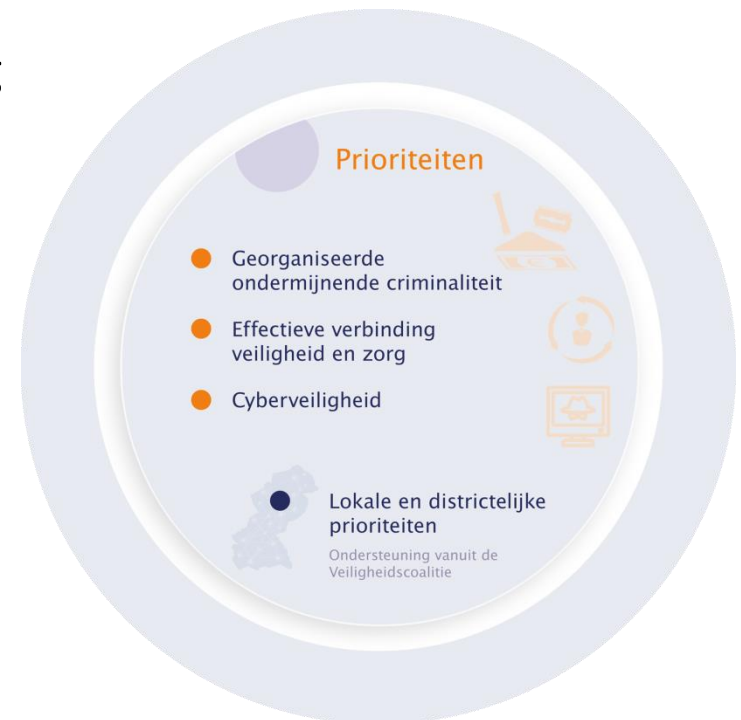 Prioriteiten
Georganiseerde
ondermijnende criminaliteit
Effectieve verbinding
veiligheid en zorg
Cyberveiligheid
Lokale en districtelijke
prioriteiten
Ondersteuning vanuit de
Veiligheidscoalitie